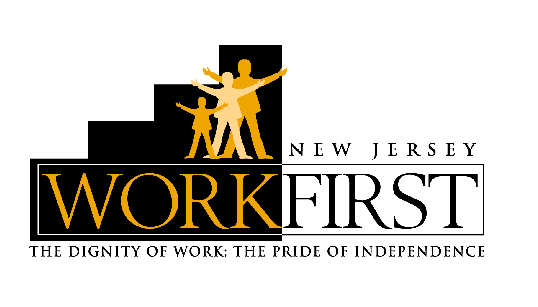 NEW JERSEY
WORKFIRST
THE DIGNITY OF WORK; THE PRIDE OF INDEPENDENCE